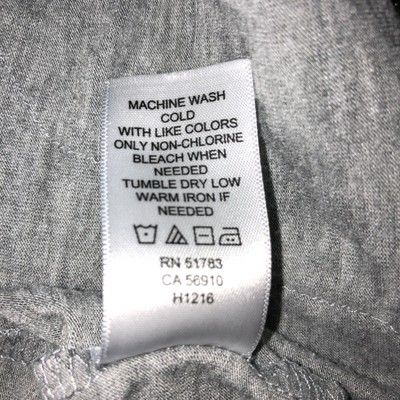 MACHINE WASH
COLD
WITH LIKE COLORS
ONLY NON-CHLORINE
BLEACH WHEN
NEEDED
TUMBLE DRY LOW
WARM IRON IF
NEEDED
RN 51783
CA 56910
H1216